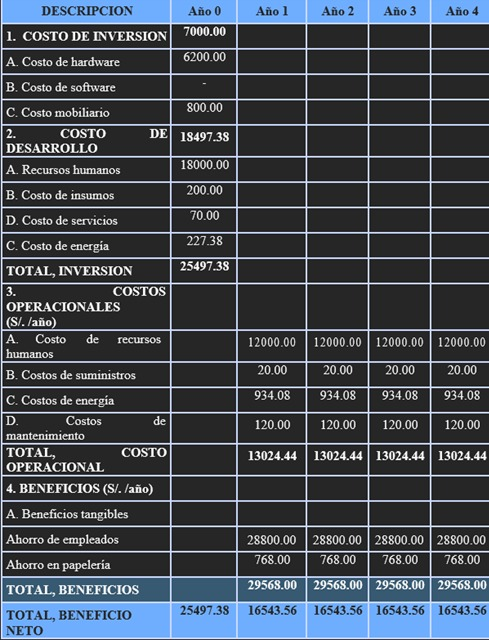 DESCRIPCION Año 0 Año 1 Año 2 Año 3 Año 4
1. COSTO DE INVERSION 7000.00
A. Costo de hardware 6200.00
B. Costo de software -
C. Costo mobiliario 800.00
2. COSTO DE
DESARROLLO 18497.38
A. Recursos humanos 18000.00
B. Costo de insumos 200.00
D. Costo de servicios 70.00
C. Costo de energía 227.38
TOTAL, INVERSION 25497.38
3. COSTOS
OPERACIONALES
(S/. /año)
A. Costo de recursos
humanos 12000.00 12000.00 12000.00 12000.00
B. Costos de suministros 20.00 20.00 20.00 20.00
C. Costos de energía 934.08 934.08 934.08 934.08
D. Costos de
mantenimiento 120.00 120.00 120.00 120.00
TOTAL, COSTO
OPERACIONAL 13024.44 13024.44 13024.44 13024.44
4. BENEFICIOS (S/. /año)
A. Beneficios tangibles
Ahorro de empleados 28800.00 28800.00 28800.00 28800.00
Ahorro en papelería 768.00 768.00 768.00 768.00
TOTAL, BENEFICIOS 29568.00 29568.00 29568.00 29568.00
TOTAL, BENEFICIO
NETO 25497.38 16543.56 16543.56 16543.56 16543.56